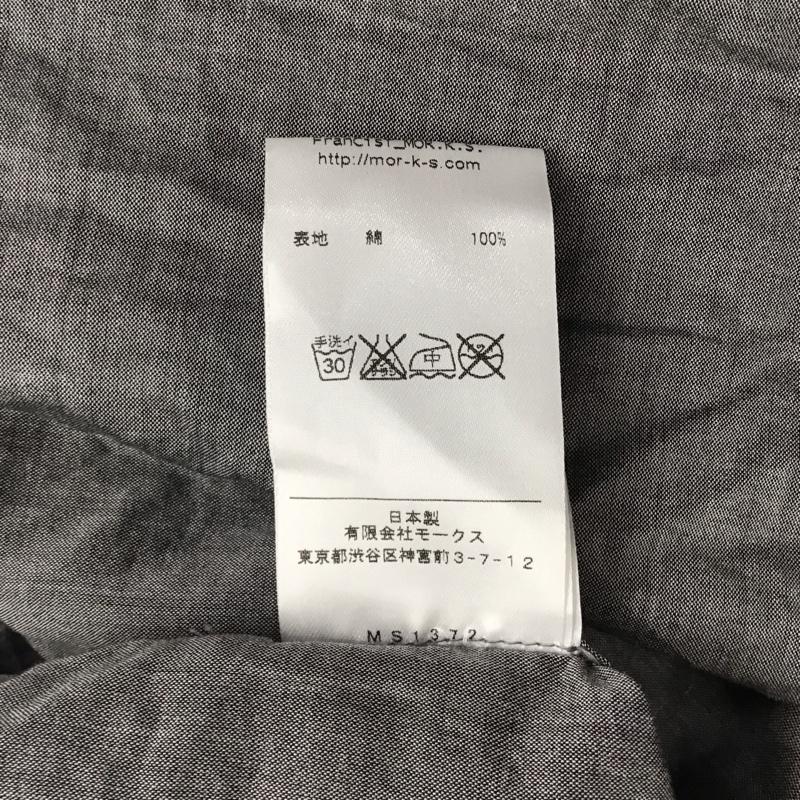 Francist_MOR.K.S.
http://mor-k-s.com
表地 綿 100%
手洗イ
30
中
日本製
有限会社モークス
東京都渋谷区神宮前3-7-12
MS1372